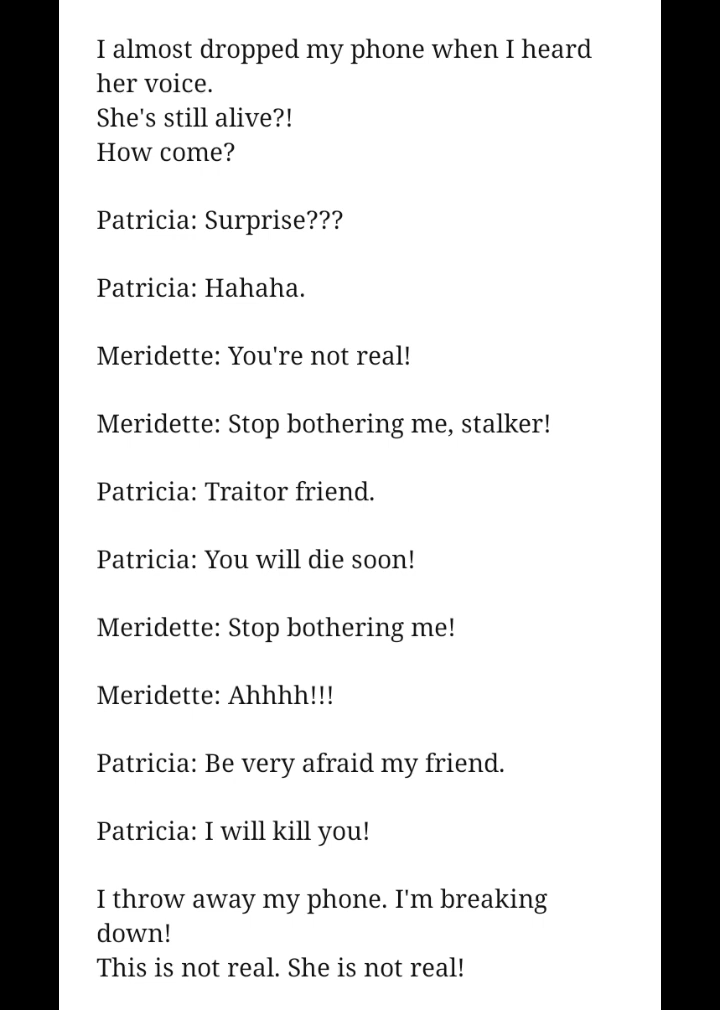 I almost dropped my phone when I heard
her voice.
She's still alive?!
How come?
Patricia: Surprise???
Patricia: Hahaha.
Meridette: You're not real!
Meridette: Stop bothering me, stalker!
Patricia: Traitor friend.
Patricia: You will die soon!
Meridette: Stop bothering me!
Meridette: Ahhhh!!!
Patricia: Be very afraid my friend.
Patricia: I will kill you!
I throw away my phone. I'm breaking
down!
This is not real. She is not real!